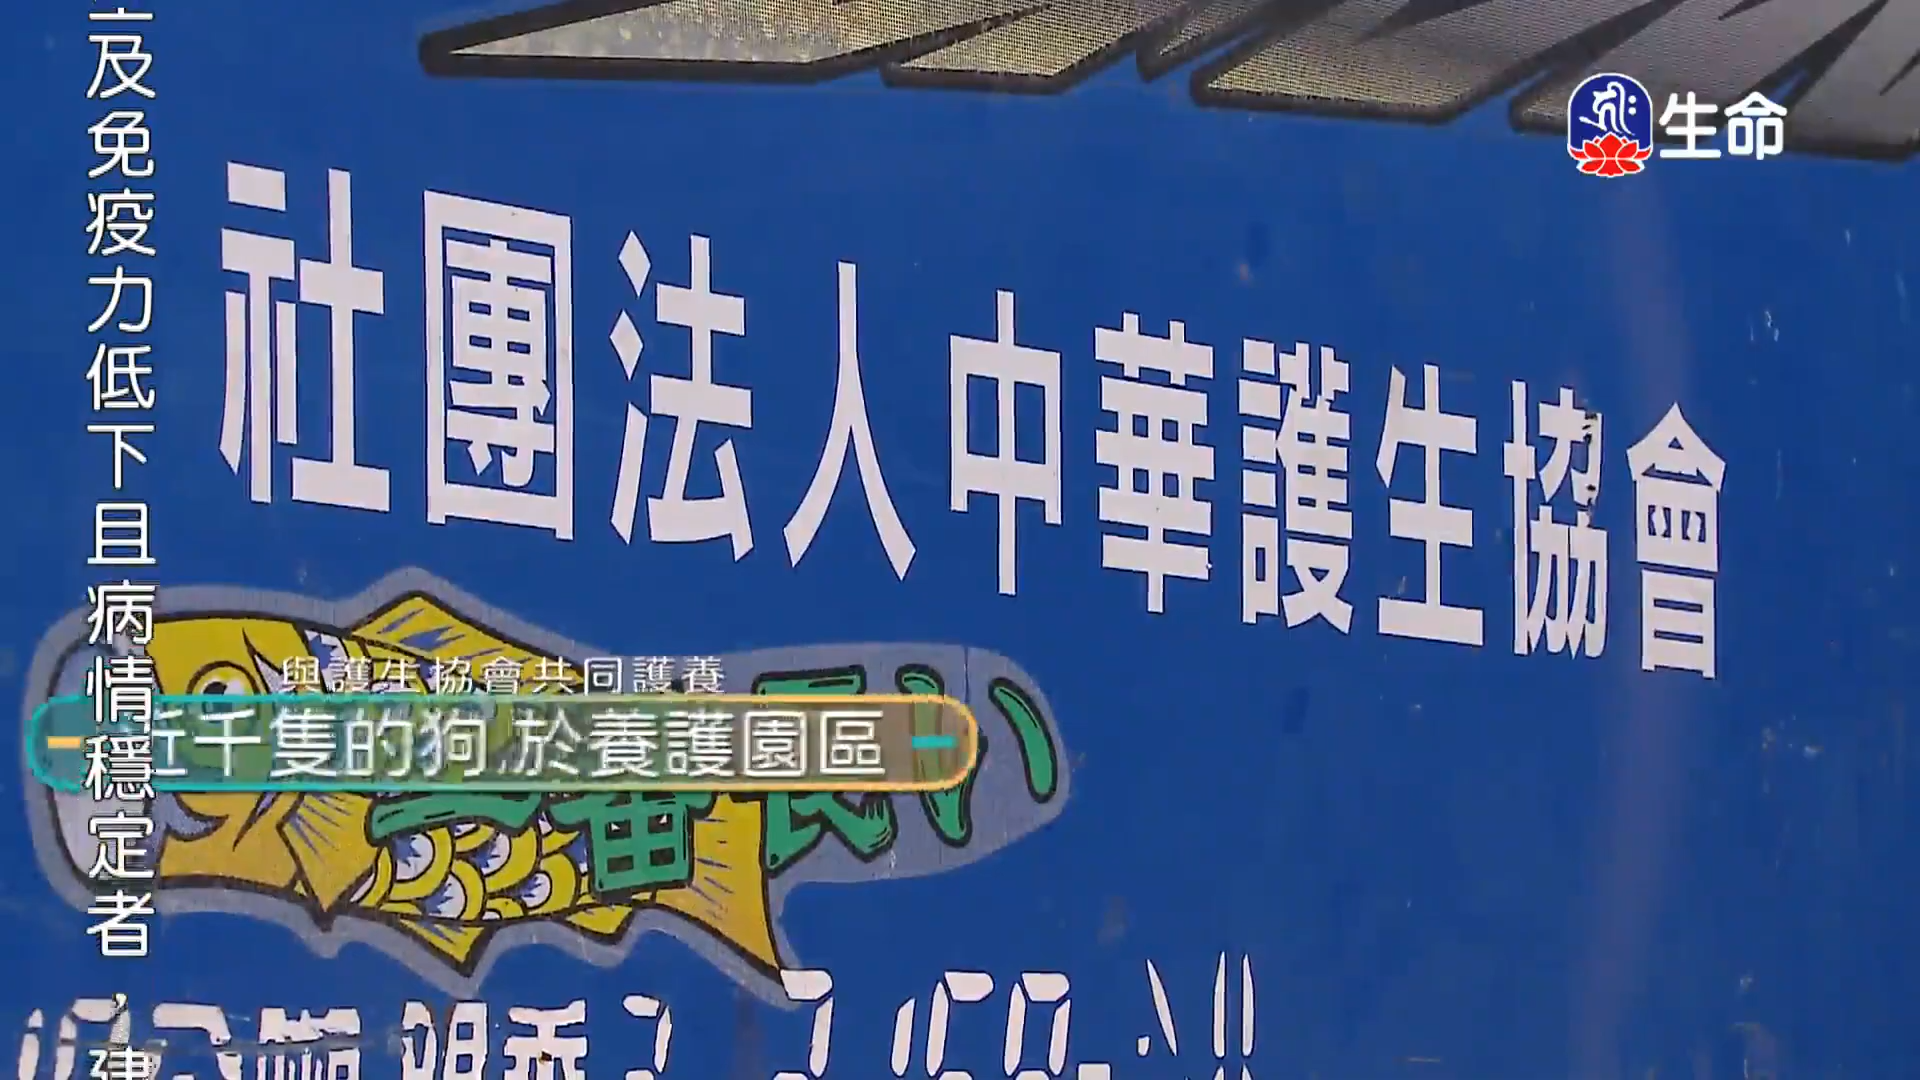 及免疫力低下且病情穩定者，建
生命
社團法人中華護生協會
與護生協會共同護養
近千隻的狗,於養護園區